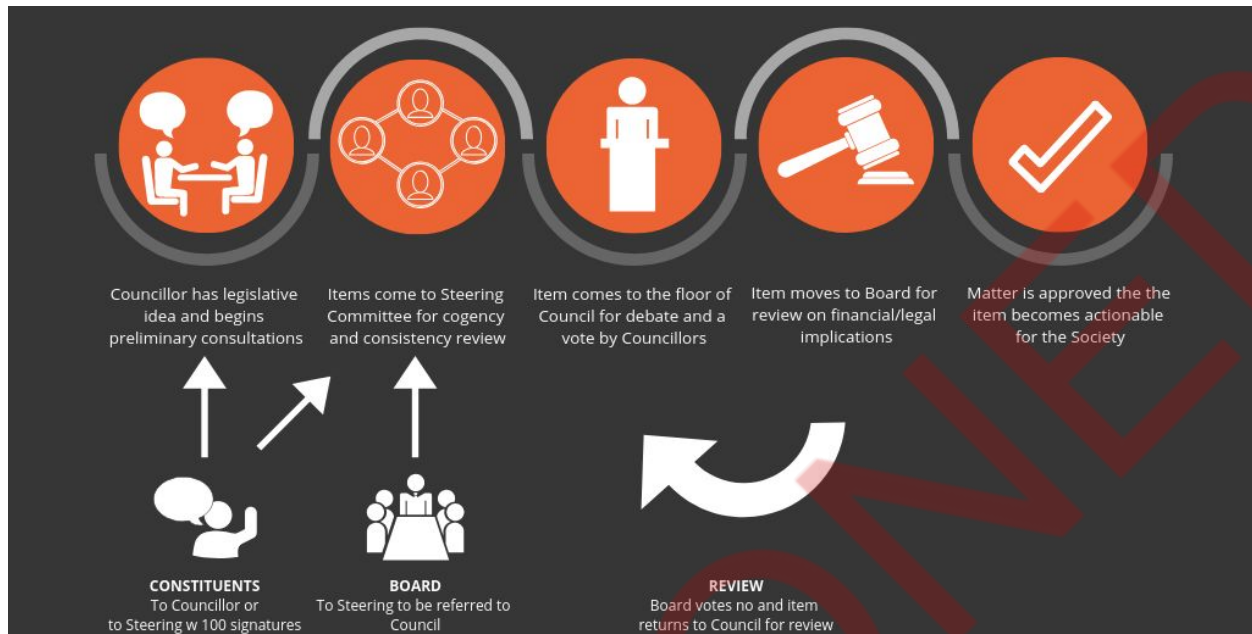 Councillor has legislative
idea and begins
preliminary consultations
Items come to Steering
Committee for cogency
and consistency review
Item comes to the floor of
Council for debate and a
vote by Councillors
Item moves to Board for
review on financial/legal
implications
Matter is approved the the
item becomes actionable
for the Society
CONSTITUENTS
To Councillor or
to Steering w 100 signatures
BOARD
To Steering to be referred to
Council
REVIEW
Board votes no and item
returns to Council for review